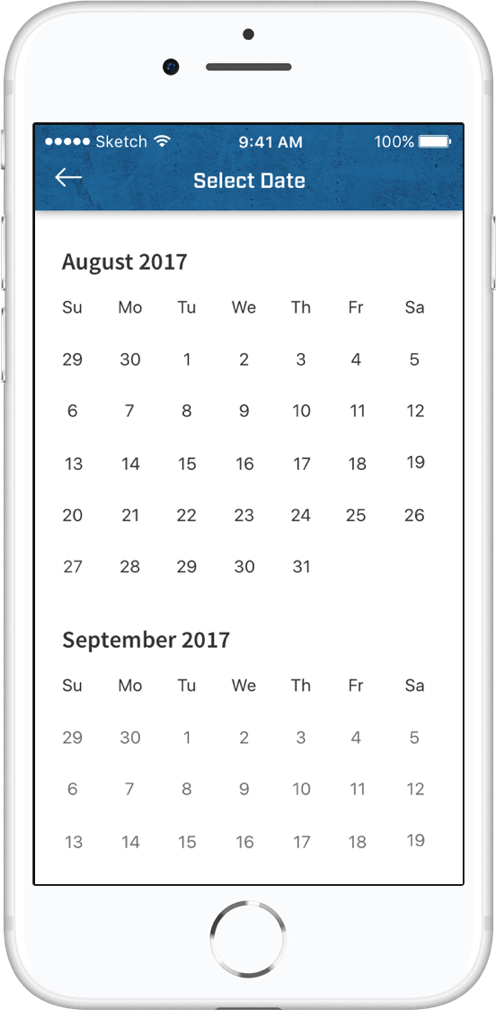 Sketch 9:41 AM 100%
Select Date
August 2017
Su Mo Tu We Th Fr Sa
29 30 1 2 3 4 5
6 7 8 9 10 11 12
13 14 15 16 17 18 19
20 21 22 23 24 25 26
27 28 29 30 31
September 2017
Su Mo Tu We Th Fr Sa
29 30 1 2 3 4 5
6 7 8 9 10 11 12
13 14 15 16 17 18 19